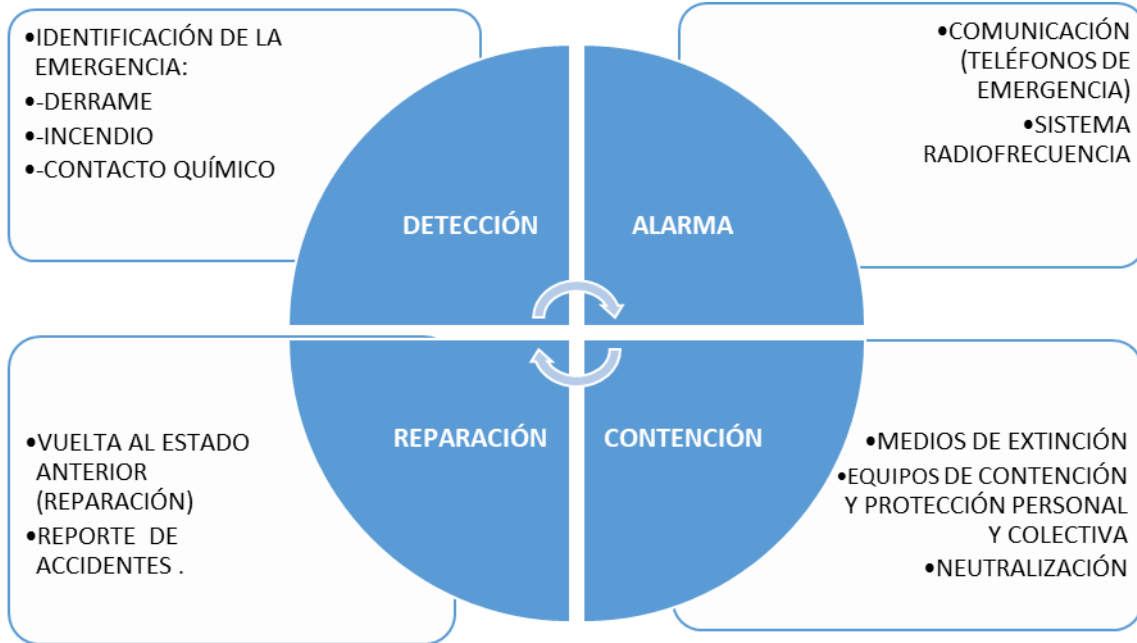 •IDENTIFICACIÓN DE LA
EMERGENCIA:
•-DERRAME
•-INCENDIO
•-CONTACTO QUÍMICO
•COMUNICACIÓN
(TELÉFONOS DE
EMERGENCIA)
•SISTEMA
RADIOFRECUENCIA
DETECCIÓN
ALARMA
REPARACIÓN
CONTENCIÓN
•VUELTA AL ESTADO
ANTERIOR
(REPARACIÓN)
•REPORTE DE
ACCIDENTES .
•MEDIOS DE EXTINCIÓN
•EQUIPOS DE CONTENCIÓN
Y PROTECCIÓN PERSONAL
Y COLECTIVA
•NEUTRALIZACIÓN